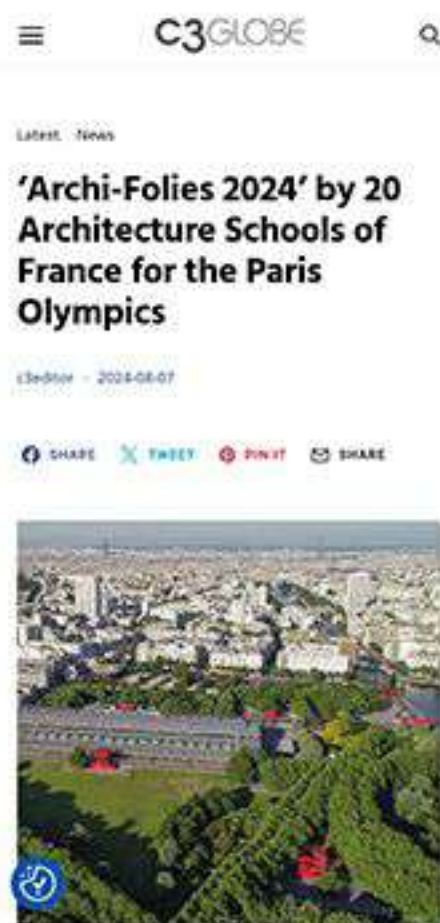 C3GLOBE
Latest News
‘Archi-Folies 2024’ by 20
Architecture Schools of
France for the Paris
Olympics
c3editor - 2024-08-07
SHARE TWEET PIN IT SHARE